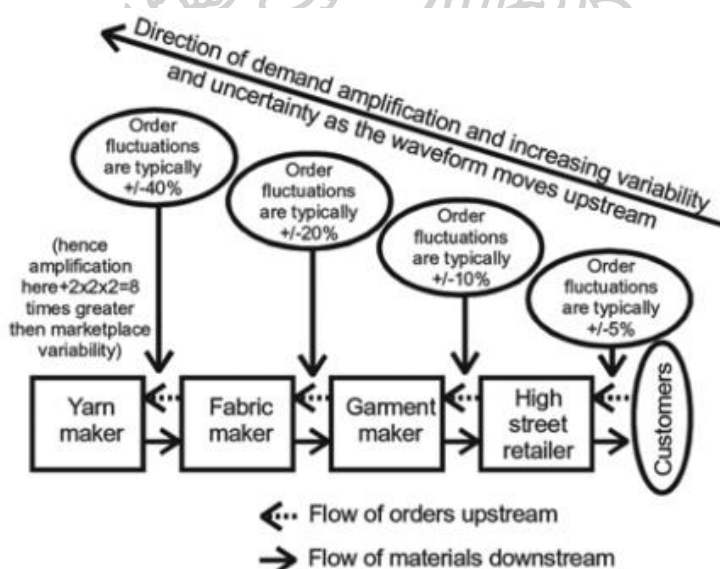 Direction of demand amplification and increasing variability
and uncertainty as the waveform moves upstream
Order
fluctuations
are typically
+/-40%
Order
fluctuations
are typically
+/-20%
Order
fluctuations
are typically
+/-10%
Order
fluctuations
are typically
+/-5%
(hence
amplification
here+2x2x2=8
times greater
then marketplace
variability)
Yarn
maker
Fabric
maker
Garment
maker
High
street
retailer
Customers
Flow of orders upstream
Flow of materials downstream